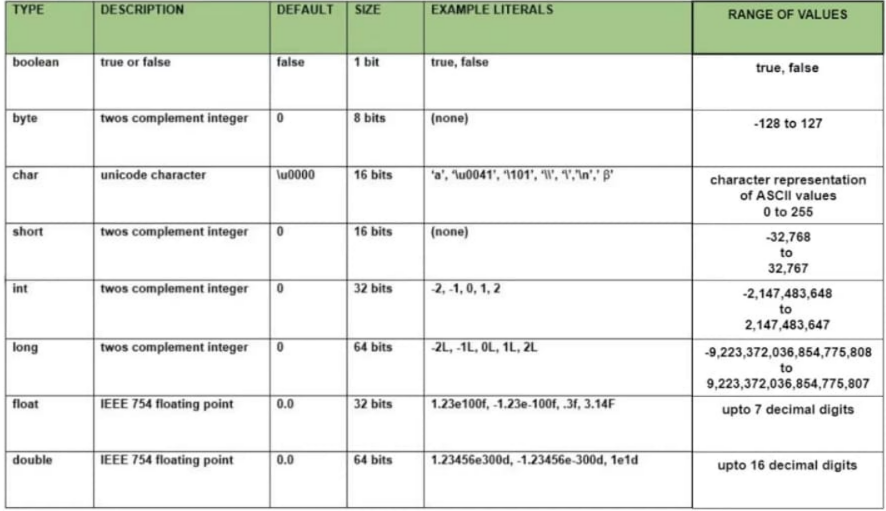 TYPE DESCRIPTION DEFAULT SIZE EXAMPLE LITERALS RANGE OF VALUES
boolean true or false false 1 bit true, false true, false
byte twos complement integer 0 8 bits (none) -128 to 127
char unicode character \u0000 16 bits 'a', '\u0041', '\101', '\\', '\','\n',' β' character representation
of ASCII values
0 to 255
short twos complement integer 0 16 bits (none) -32,768
to
32,767
int twos complement integer 0 32 bits -2, -1, 0, 1, 2 -2,147,483,648
to
2,147,483,647
long twos complement integer 0 64 bits -2L, -1L, 0L, 1L, 2L -9,223,372,036,854,775,808
to
9,223,372,036,854,775,807
float IEEE 754 floating point 0.0 32 bits 1.23e100f, -1.23e-100f, .3f, 3.14F upto 7 decimal digits
double IEEE 754 floating point 0.0 64 bits 1.23456e300d, -1.23456e-300d, 1e1d upto 16 decimal digits